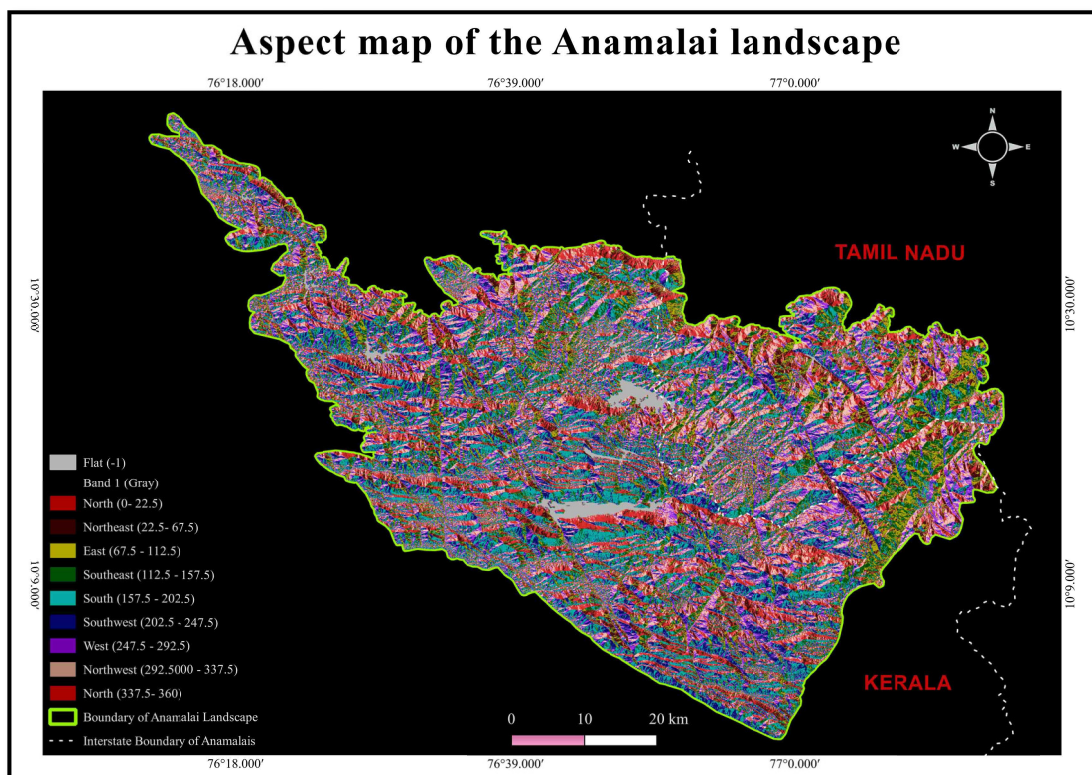 Aspect map of the Anamalai landscape
76°18.000′ 76°39.000′ 77°0.000′
N
W E
S
TAMIL NADU
10°30.000′ 10°30.000′
Flat (-1)
Band 1 (Gray)
North (0- 22.5)
Northeast (22.5- 67.5)
East (67.5 - 112.5)
Southeast (112.5 - 157.5)
South (157.5 - 202.5)
Southwest (202.5 - 247.5)
West (247.5 - 292.5)
Northwest (292.5000 - 337.5)
North (337.5- 360)
Boundary of Anamalai Landscape
Interstate Boundary of Anamalais
10°9.000′ 10°9.000′
KERALA
0 10 20 km
76°18.000′ 76°39.000′ 77°0.000′